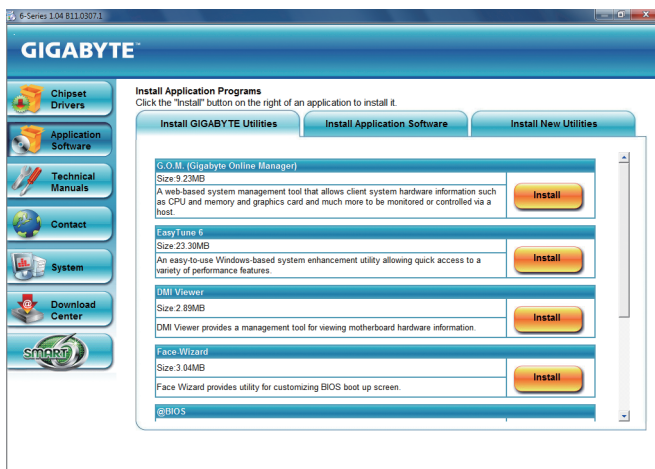 6-Series 1.04 B11.0307.1
GIGABYTE™
Chipset
Drivers
Application
Software
Technical
Manuals
Contact
System
Download
Center
SMART6
Install Application Programs
Click the "Install" button on the right of an application to install it.
Install GIGABYTE Utilities
Install Application Software
Install New Utilities
G.O.M. (Gigabyte Online Manager)
Size:9.23MB
A web-based system management tool that allows client system hardware information such
as CPU and memory and graphics card and much more to be monitored or controlled via a
host.
Install
EasyTune 6
Size:23.30MB
An easy-to-use Windows-based system enhancement utility allowing quick access to a
variety of performance features.
Install
DMI Viewer
Size:2.89MB
DMI Viewer provides a management tool for viewing motherboard hardware information.
Install
Face-Wizard
Size:3.04MB
Face Wizard provides utility for customizing BIOS boot up screen.
Install
@BIOS